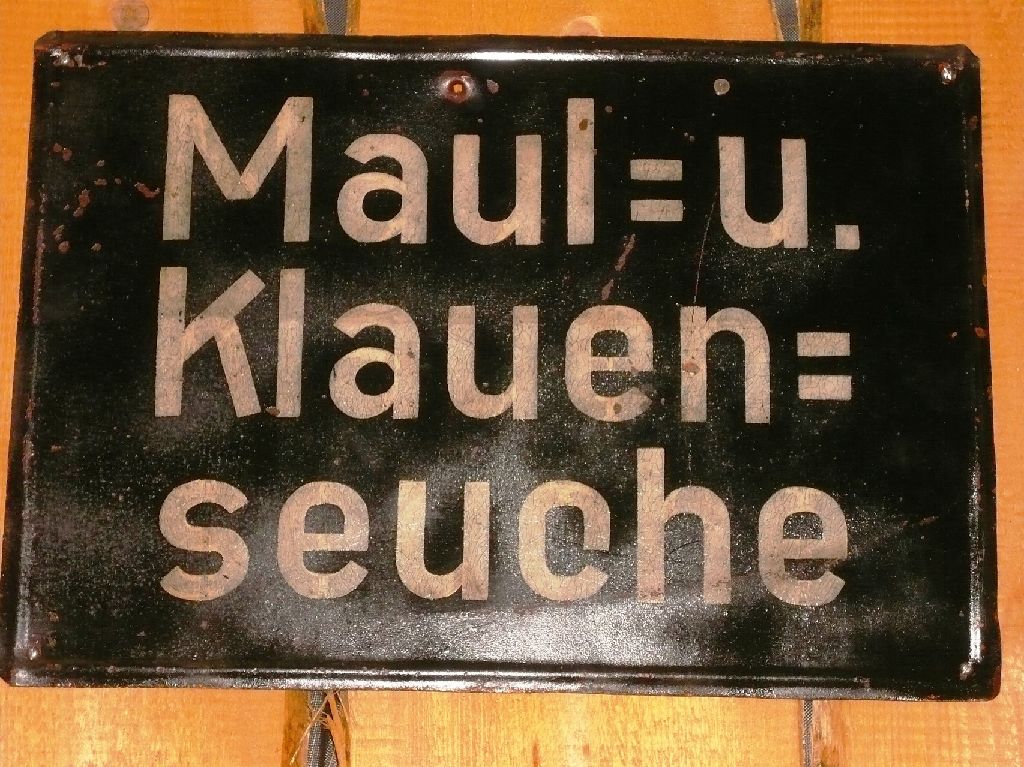 Maul=u.
Klauen=
seuche